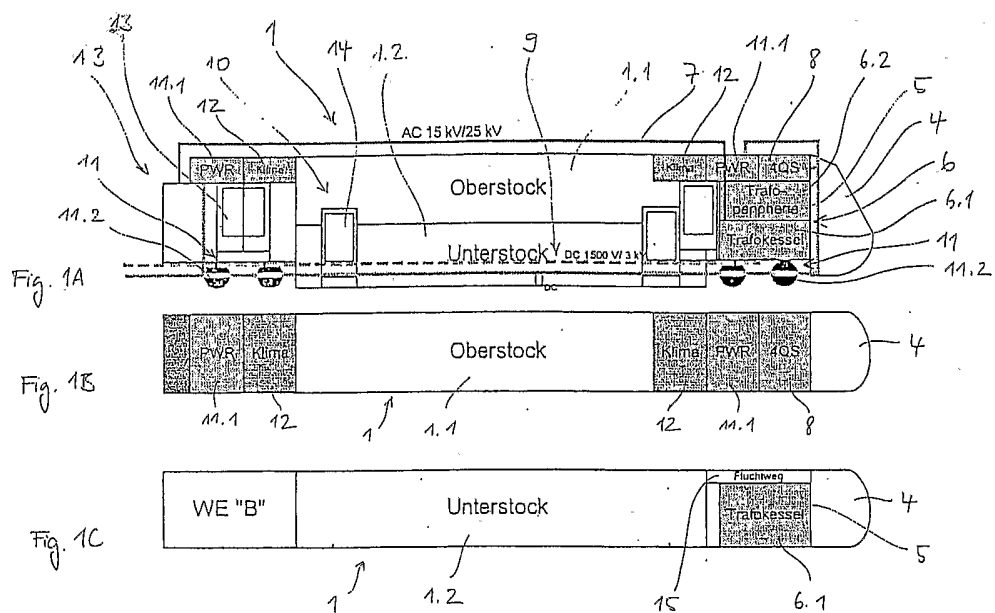 13 1 14 1.2. 9 11.1 8 6.2
13 10 1.1 7 12 5
11.1 4
12 AC 15 kV/25 kV 6
11 PWR Klima Oberstock Klima PWR 4QS 6.1
11.2 Trafo-
peripherie
Unterstock Trafokessel 11
DC 1500 V/ 3 kV
Fig. 1A DC 11.2
PWR Klima Oberstock Klima PWR 4QS 4
Fig. 1B
11.1 12 1 1.1 12 11.1 8
Fluchtweg
WE "B" Unterstock Trafokessel 4
Fig. 1C 5
1 1.2 15 6.1